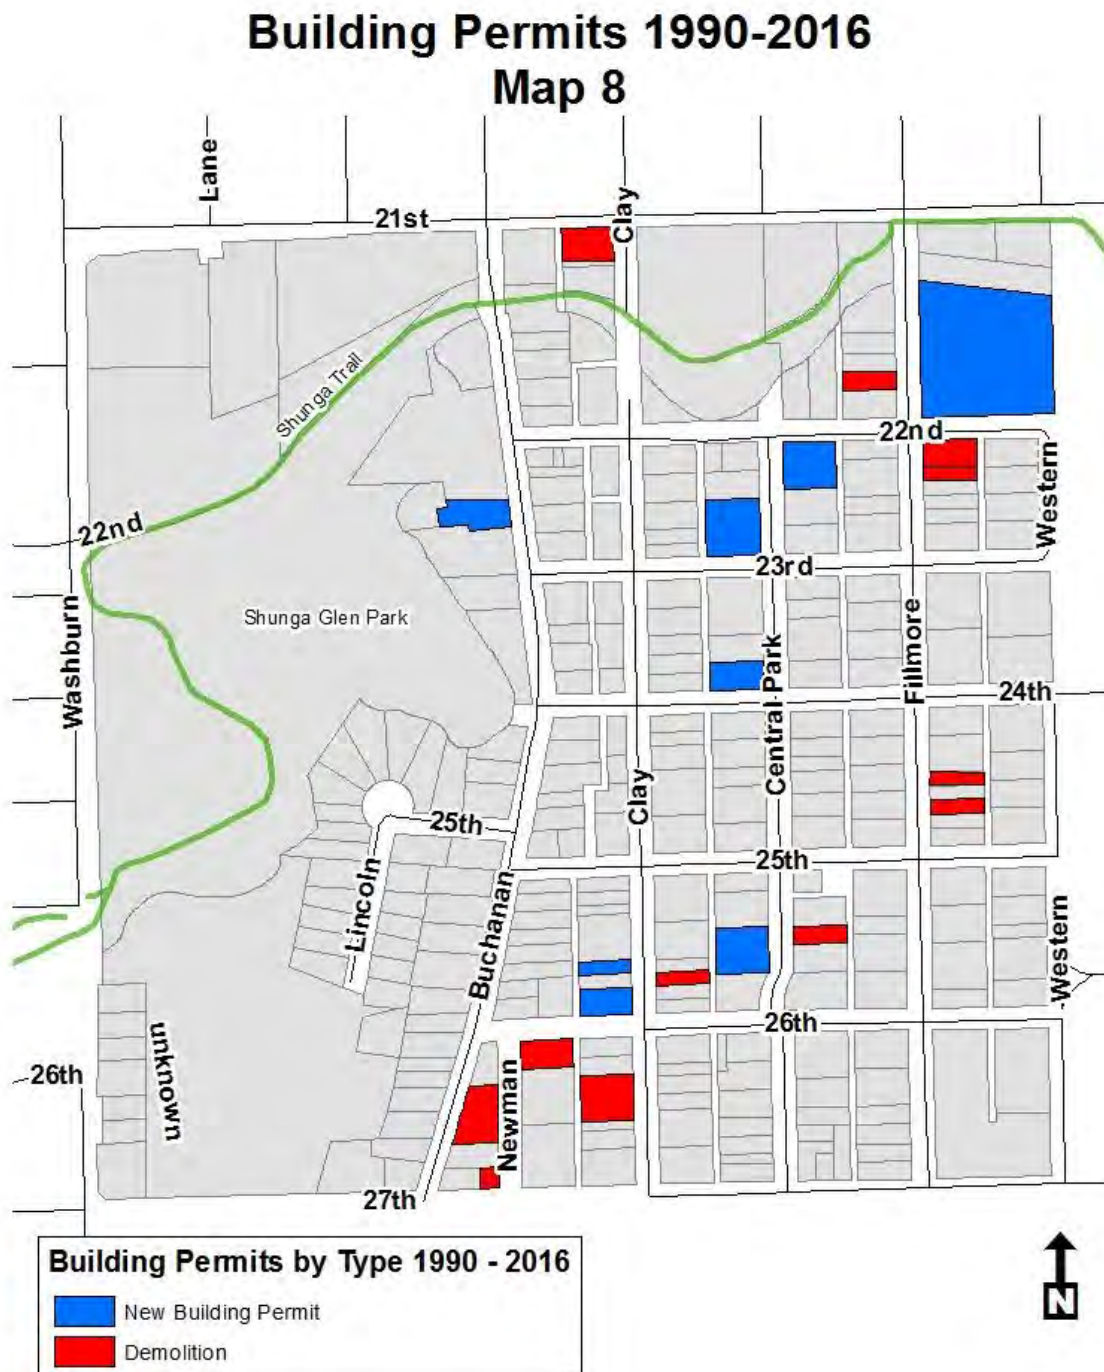 Building Permits 1990-2016
Map 8
Lane
21st
Clay
Shunga Trail
22nd
22nd
Western
23rd
Shunga Glen Park
Washburn
Central Park
Fillmore
24th
Clay
25th
25th
Lincoln
Buchanan
Western
26th
unknown
26th
Newman
27th
Building Permits by Type 1990 - 2016
New Building Permit
Demolition
N